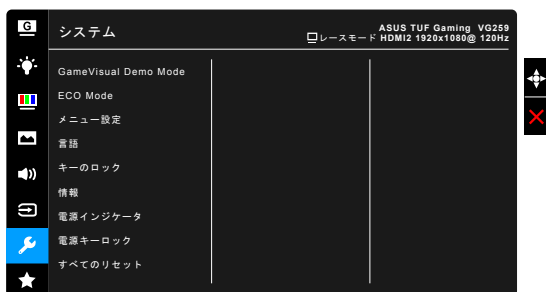 G
システム
ASUS TUF Gaming VG259
レースモード HDMI2 1920x1080@ 120Hz
GameVisual Demo Mode
ECO Mode
メニュー設定
言語
キーのロック
情報
電源インジケータ
電源キーロック
すべてのリセット